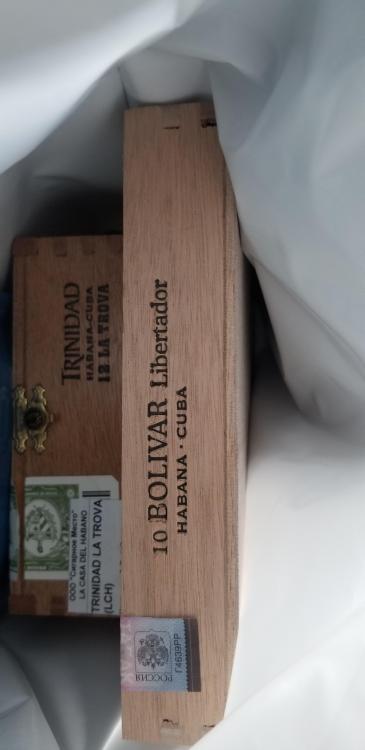 TRINIDAD
HABANA-CUBA
12 LA TROVA
ООО "Сигарное Место"
LA CASA DEL HABANO
TRINIDAD LA TROVA
(LCH)
10 BOLIVAR Libertador
HABANA · CUBA
РОССИЯ
Г4639РР